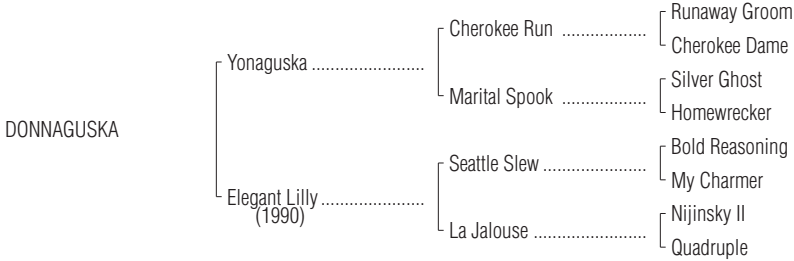 Runaway Groom
Cherokee Run ..................
Cherokee Dame
Yonaguska ........................
Silver Ghost
Marital Spook ..................
Homewrecker
DONNAGUSKA
Bold Reasoning
Seattle Slew ......................
My Charmer
Elegant Lilly ......................
(1990)
Nijinsky II
La Jalouse ........................
Quadruple